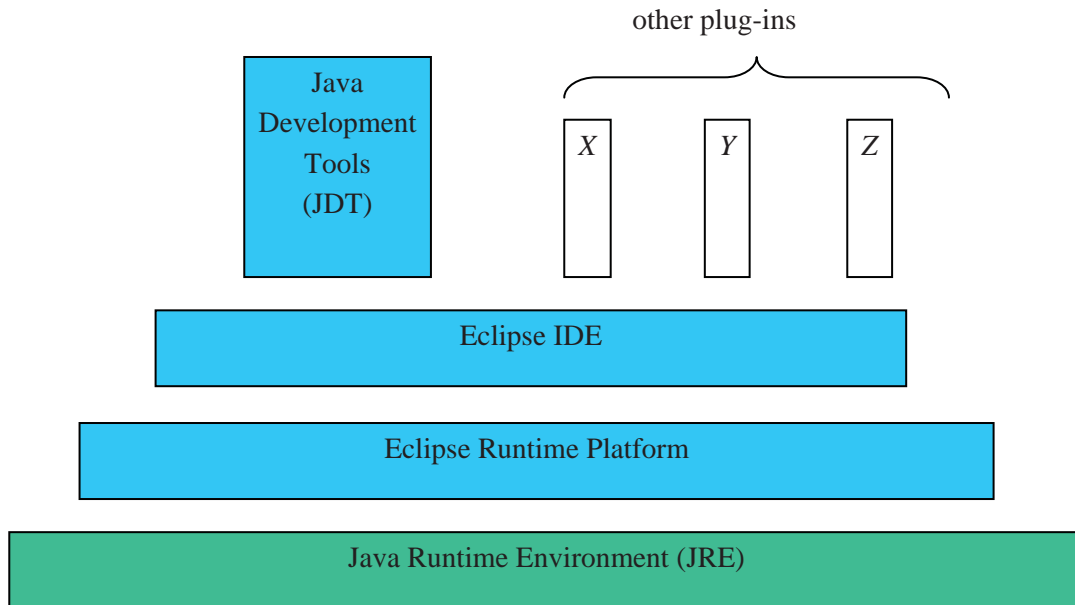 other plug-ins
Java
Development
Tools
(JDT)
X
Y
Z
Eclipse IDE
Eclipse Runtime Platform
Java Runtime Environment (JRE)